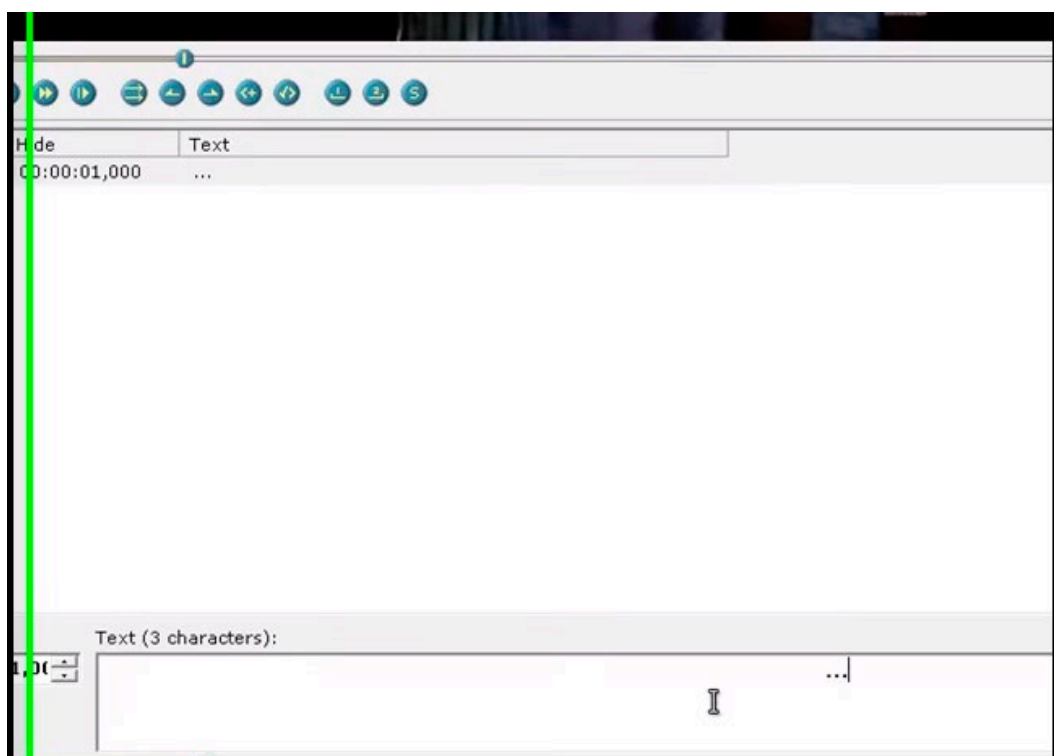 Hide Text
00:00:01,000 ...
Text (3 characters):
...